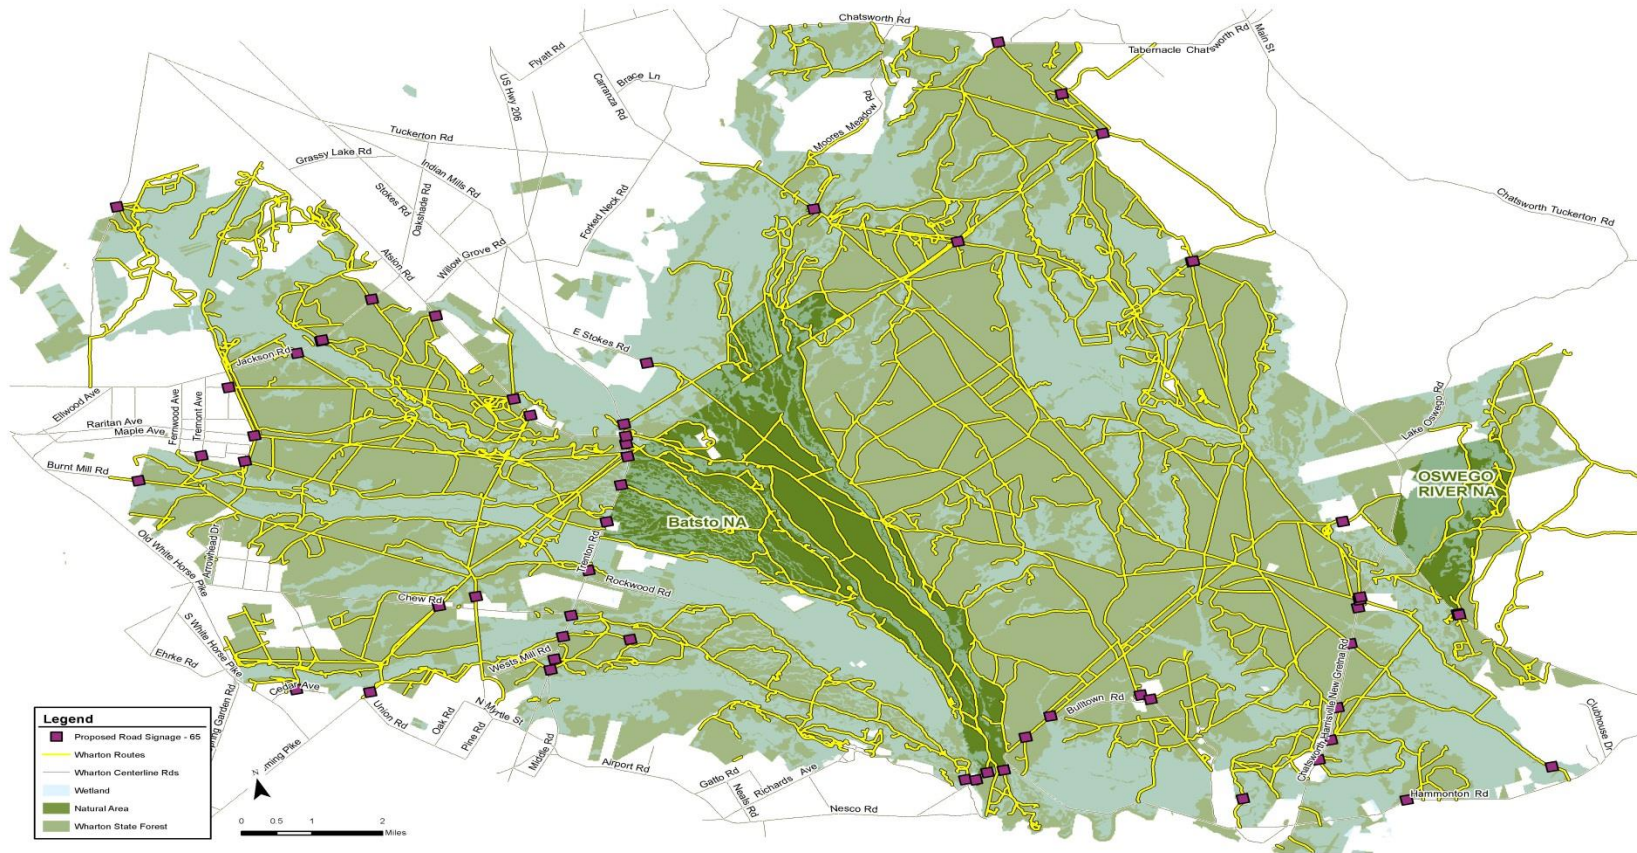 Chatsworth Rd
Tabernacle Chatsworth Rd
Main St
Flyatt Rd
US Hwy 206
Carranza Rd
Brace Ln
Moores Meadow
Rd
Tuckerton Rd
Grassy Lake Rd
Indian Mills Rd
Stokes Rd
Oakshade Rd
Forked Neck Rd
Chatsworth Tuckerton Rd
Willow Grove Rd
Atsion Rd
E Stokes Rd
Jackson Rd
Ellwood Ave
Raritan Ave
Maple Ave
Fernwood Ave
Tremont Ave
Lake Oswego Rd
Burnt Mill Rd
OSWEGO
RIVER NA
Batsto NA
Old White Horse Pike
Arrowhead Dr
Trenton Rd
Rockwood Rd
Chew Rd
S White Horse Pike
Ehrke Rd
Wests Mill Rd
Cedar Ave
Union Rd
N Myrtle St
Oak Rd
Pine Rd
Middle Rd
Airport Rd
Gatto Rd
Neals Rd
Richards Ave
Nesco Rd
Bulltown Rd
Chatsworth Harrisville New Gretna Rd
Clubhouse Dr
Hammonton Rd
pring Garden Rd
ming Pike
Legend
Proposed Road Signage - 65
Wharton Routes
Wharton Centerline Rds
Wetland
Natural Area
Wharton State Forest
N
0 0.5 1 2
Miles